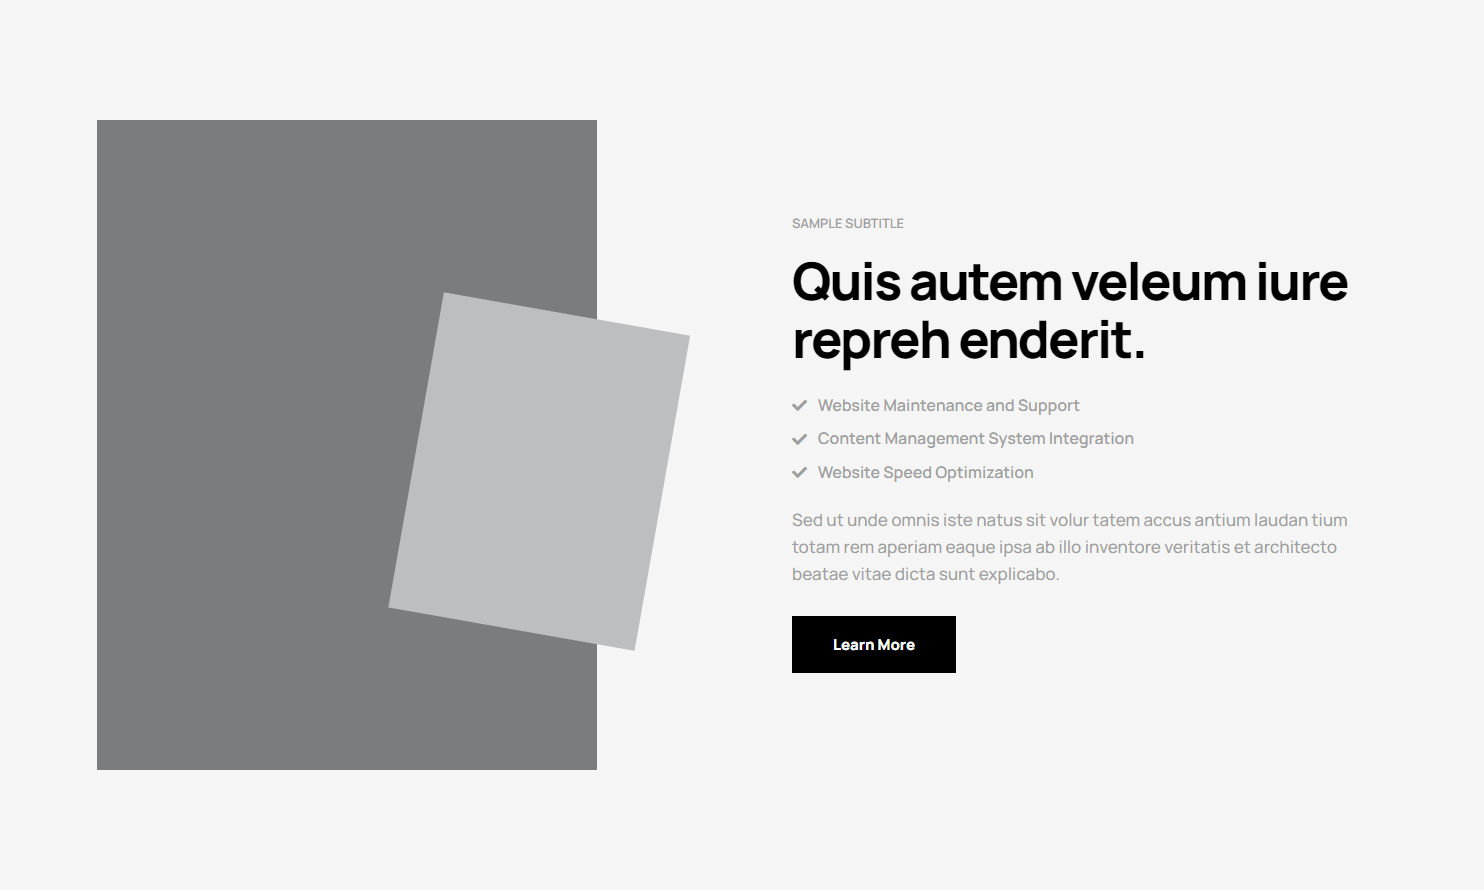 SAMPLE SUBTITLE
Quis autem veleum iure
repreh enderit.
Website Maintenance and Support
Content Management System Integration
Website Speed Optimization
Sed ut unde omnis iste natus sit volur tatem accus antium laudan tium
totam rem aperiam eaque ipsa ab illo inventore veritatis et architecto
beatae vitae dicta sunt explicabo.
Learn More